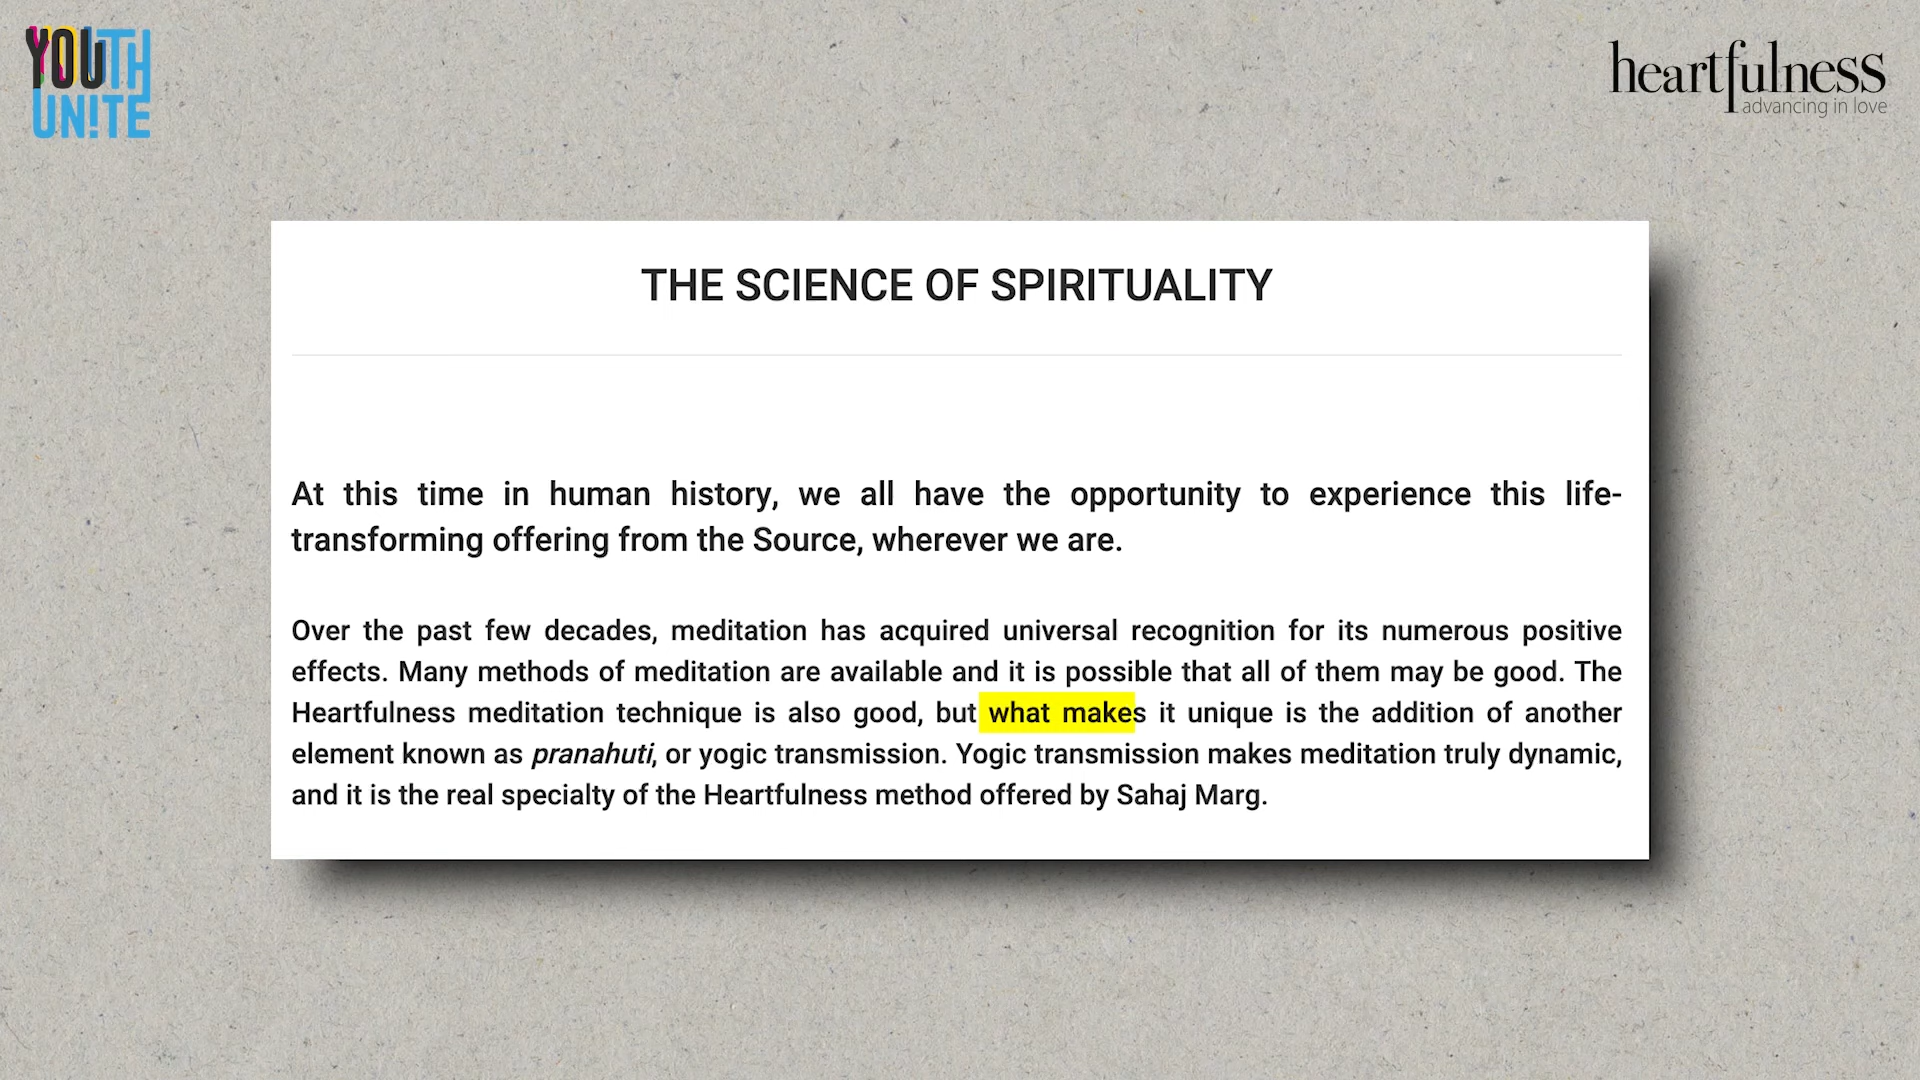 YOUTH
UN!TE
heartfulness
advancing in love
THE SCIENCE OF SPIRITUALITY
At this time in human history, we all have the opportunity to experience this life-
transforming offering from the Source, wherever we are.
Over the past few decades, meditation has acquired universal recognition for its numerous positive
effects. Many methods of meditation are available and it is possible that all of them may be good. The
Heartfulness meditation technique is also good, but what makes it unique is the addition of another
element known as pranahuti, or yogic transmission. Yogic transmission makes meditation truly dynamic,
and it is the real specialty of the Heartfulness method offered by Sahaj Marg.